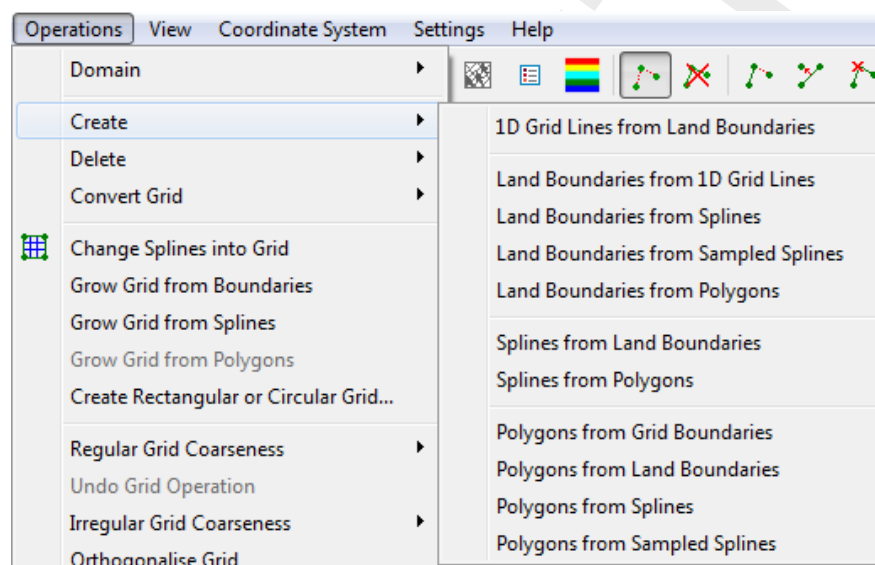 Operations View Coordinate System Settings Help
Domain
Create
Delete
Convert Grid
Change Splines into Grid
Grow Grid from Boundaries
Grow Grid from Splines
Grow Grid from Polygons
Create Rectangular or Circular Grid...
Regular Grid Coarseness
Undo Grid Operation
Irregular Grid Coarseness
Orthogonalise Grid
1D Grid Lines from Land Boundaries
Land Boundaries from 1D Grid Lines
Land Boundaries from Splines
Land Boundaries from Sampled Splines
Land Boundaries from Polygons
Splines from Land Boundaries
Splines from Polygons
Polygons from Grid Boundaries
Polygons from Land Boundaries
Polygons from Splines
Polygons from Sampled Splines